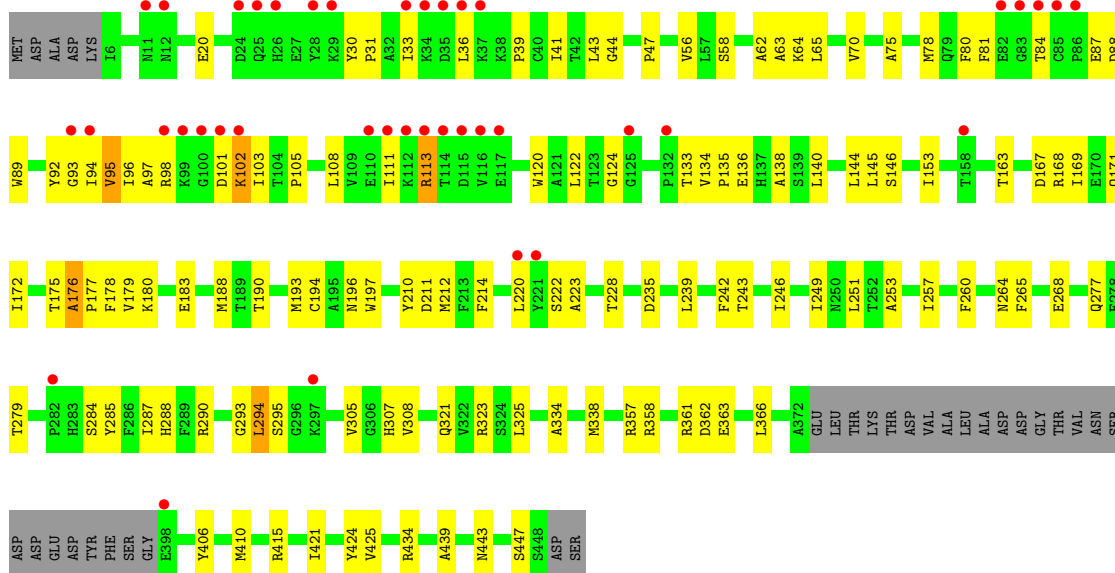 MET ASP ALA ASP LYS I6 N11 N12 E20 D24 Q25 H26 E27 Y28 K29 Y30 P31 A32 I33 K34 D35 L36 K37 K38 P39 C40 I41 T42 L43 G44 P47 V56 L57 S58 A62 A63 K64 L65 V70 A75 M78 Q79 F80 F81 E82 G83 T84 C85 P86 E87 D88
W89 Y92 G93 I94 V95 I96 A97 R98 K99 G100 D101 K102 I103 T104 P105 L108 V109 E110 I111 K112 R113 T114 D115 V116 E117 W120 A121 L122 T123 G124 G125 P132 T133 V134 P135 E136 H137 A138 S139 L140 L144 L145 S146 I153 T158 T163 D167 R168 I169 E170 Q171
I172 T175 A176 P177 F178 V179 K180 E183 M188 T189 T190 M193 C194 A195 N196 W197 Y210 D211 M212 F213 F214 L220 Y221 S222 A223 T228 D235 L239 F242 T243 I246 I249 N250 L251 T252 A253 I257 F260 N264 F265 E268 Q277 E278
T279 P282 H283 S284 Y285 F286 I287 H288 F289 R290 G293 L294 S295 G296 K297 V305 G306 H307 V308 Q321 V322 R323 S324 L325 A334 M338 R357 R358 R361 D362 E363 L366 A372 GLU LEU THR LYS THR ASP VAL ALA LEU ALA ASP ASP GLY THR VAL ASN SER
ASP ASP GLU ASP TYR PHE SER GLY E398 Y406 M410 R415 I421 Y424 V425 R434 A439 N443 S447 S448 ASP SER